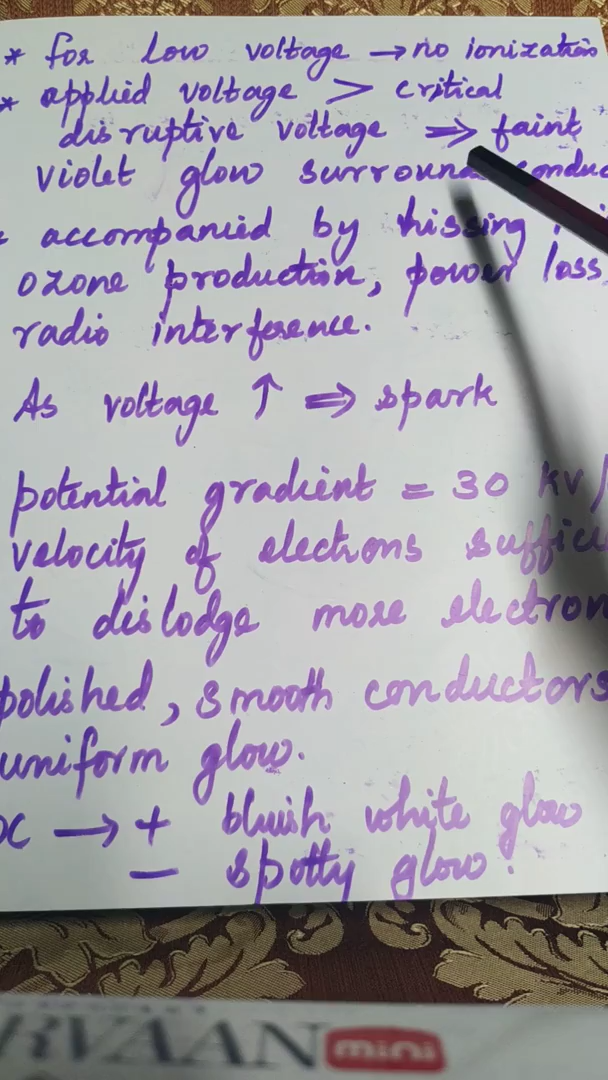 * for low voltage → no ionization
* applied voltage > critical
disruptive voltage ⇒ faint
violet glow
accompanied by hissing
ozone production, power loss
radio interference.
As voltage ↑ ⇒ spark
potential gradient = 30 kV/
velocity of electrons
to dislodge more electron
polished, smooth conductors
uniform glow.
→ + bluish white glow
— spotty glow.
RVAAN mini